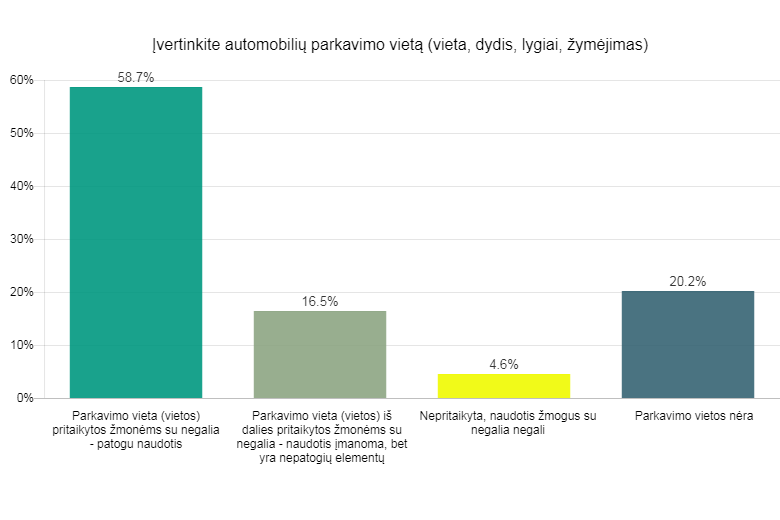 Įvertinkite automobilių parkavimo vietą (vieta, dydis, lygiai, žymėjimas)
60%
50%
40%
30%
20%
10%
0%
58.7%
16.5%
4.6%
20.2%
Parkavimo vieta (vietos)
pritaikytos žmonėms su negalia
- patogu naudotis
Parkavimo vieta (vietos) iš
dalies pritaikytos žmonėms su
negalia - naudotis įmanoma, bet
yra nepatogių elementų
Nepritaikyta, naudotis žmogus su
negalia negali
Parkavimo vietos nėra